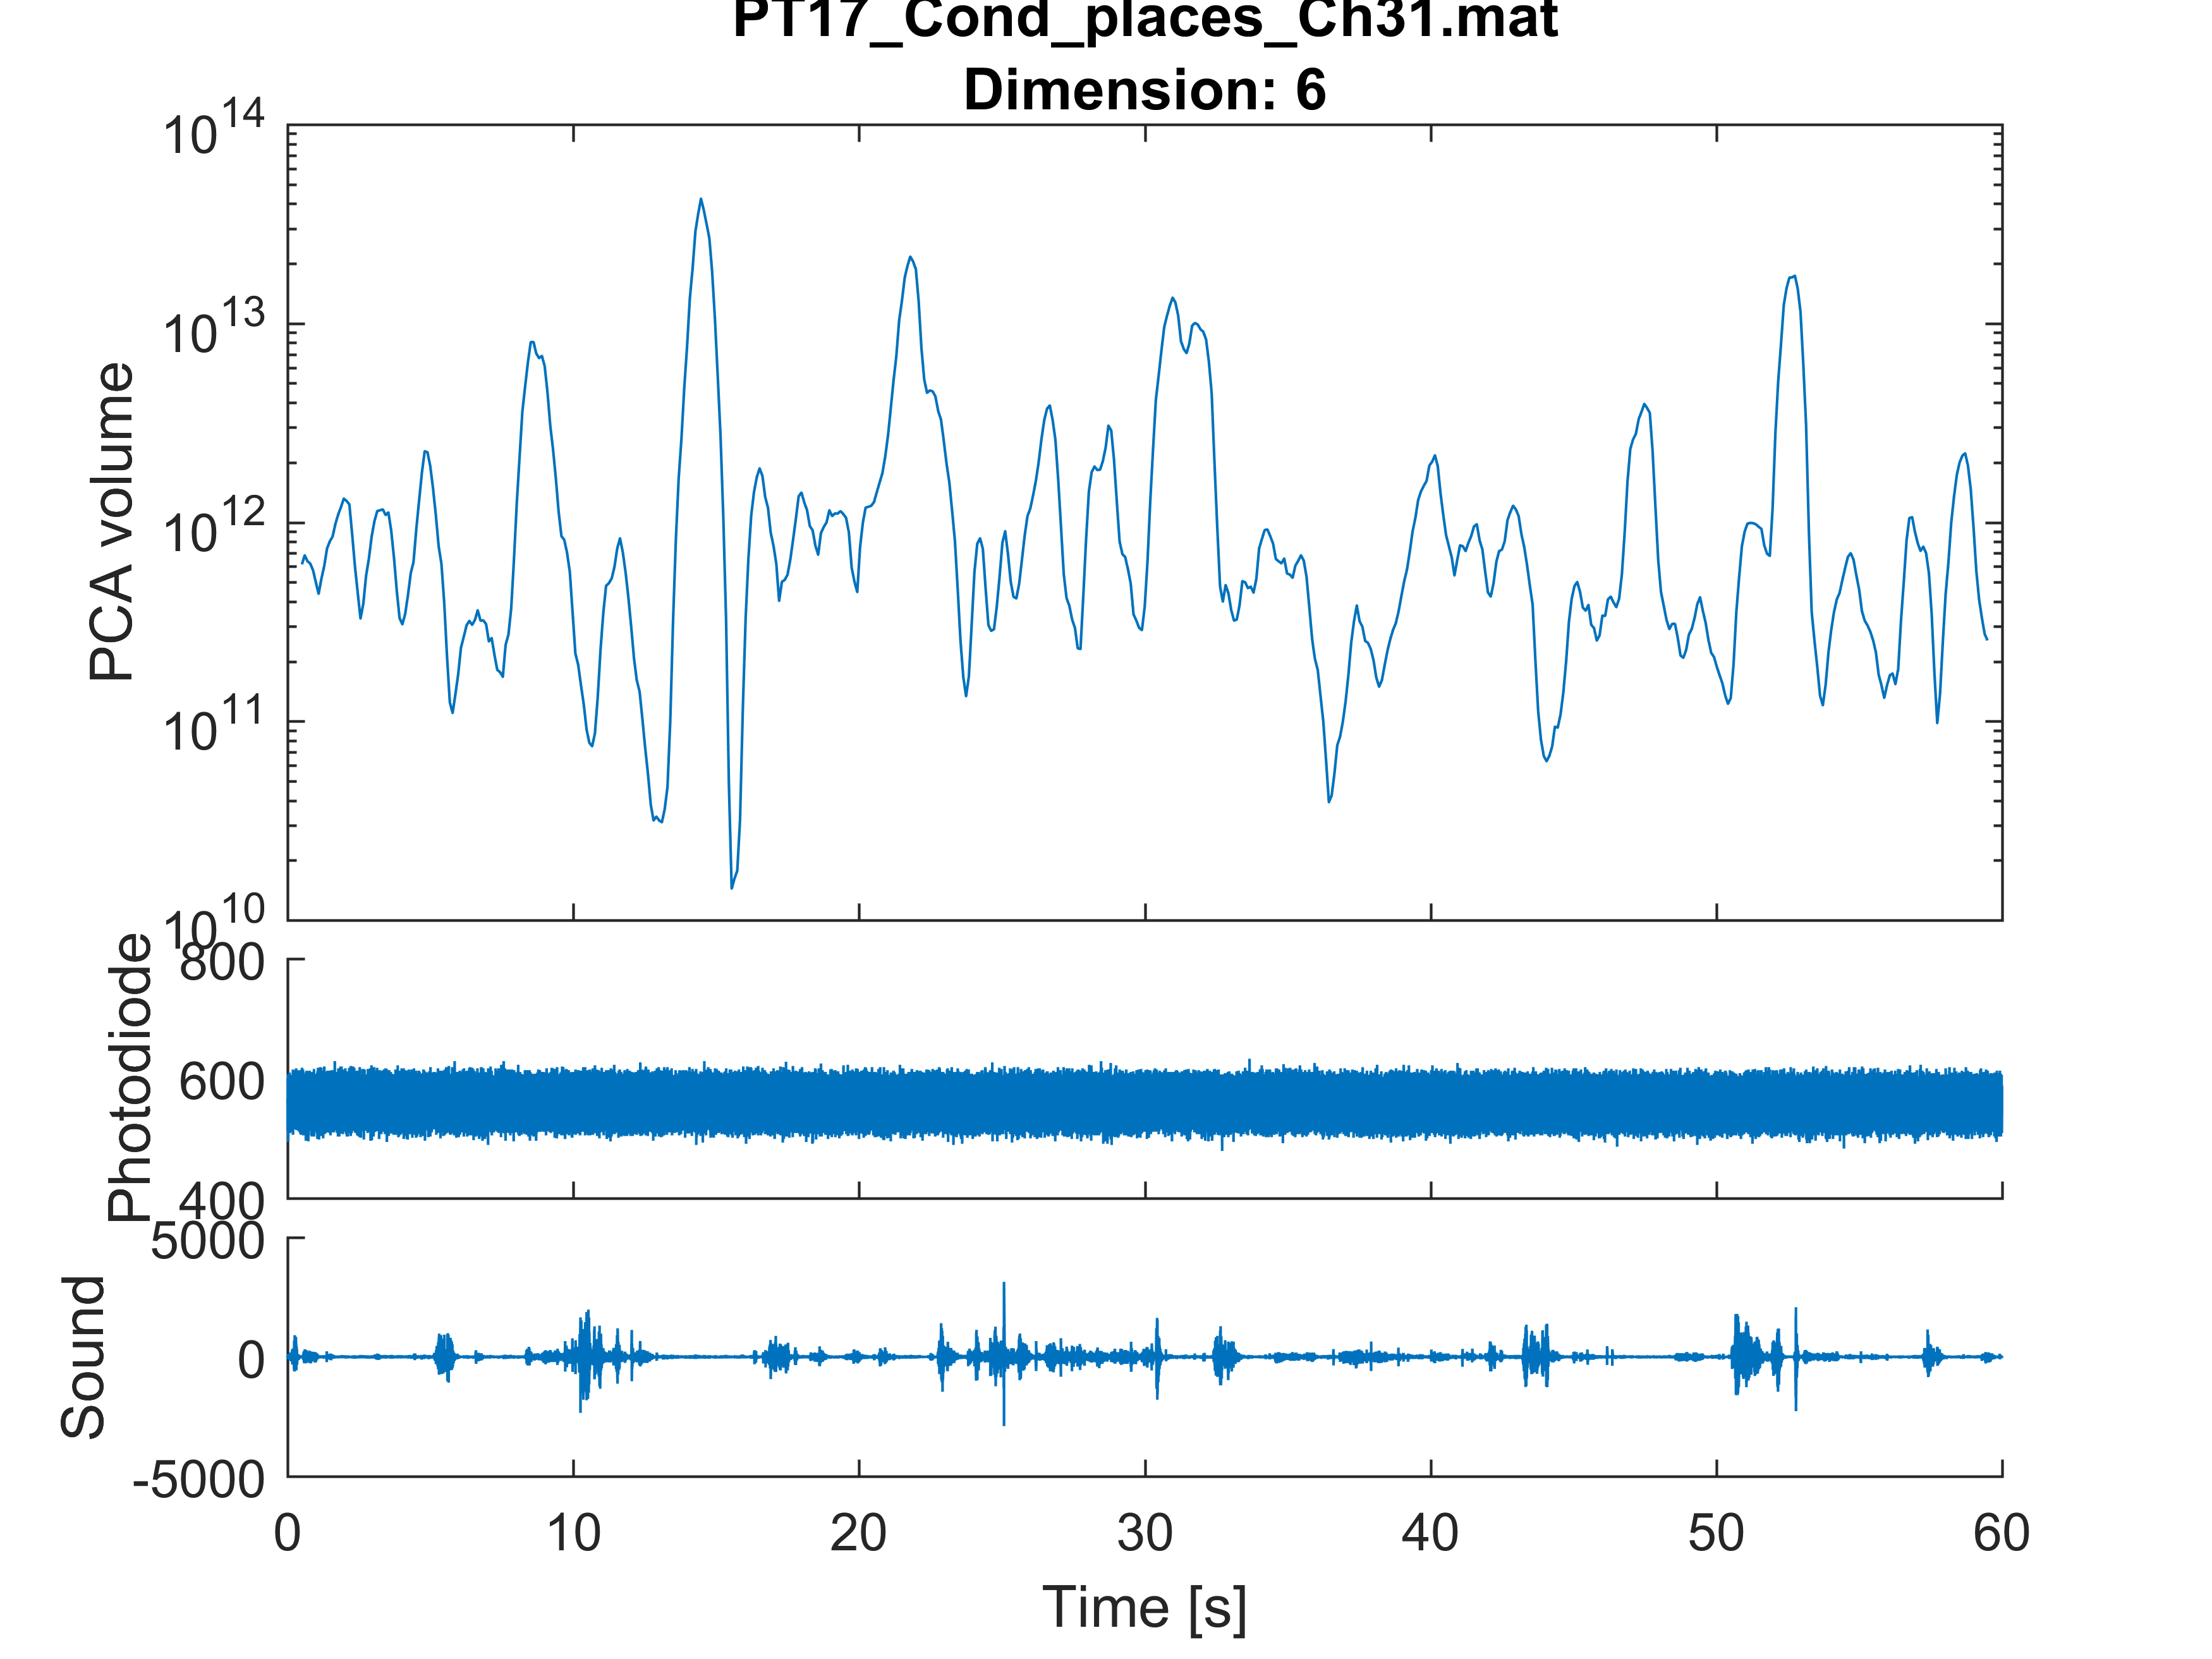 PT17_Cond_places_Ch31.mat
Dimension: 6
10^14
10^13
10^12
10^11
10^10
PCA volume
800
600
400
Photodiode
5000
0
-5000
Sound
0 10 20 30 40 50 60
Time [s]